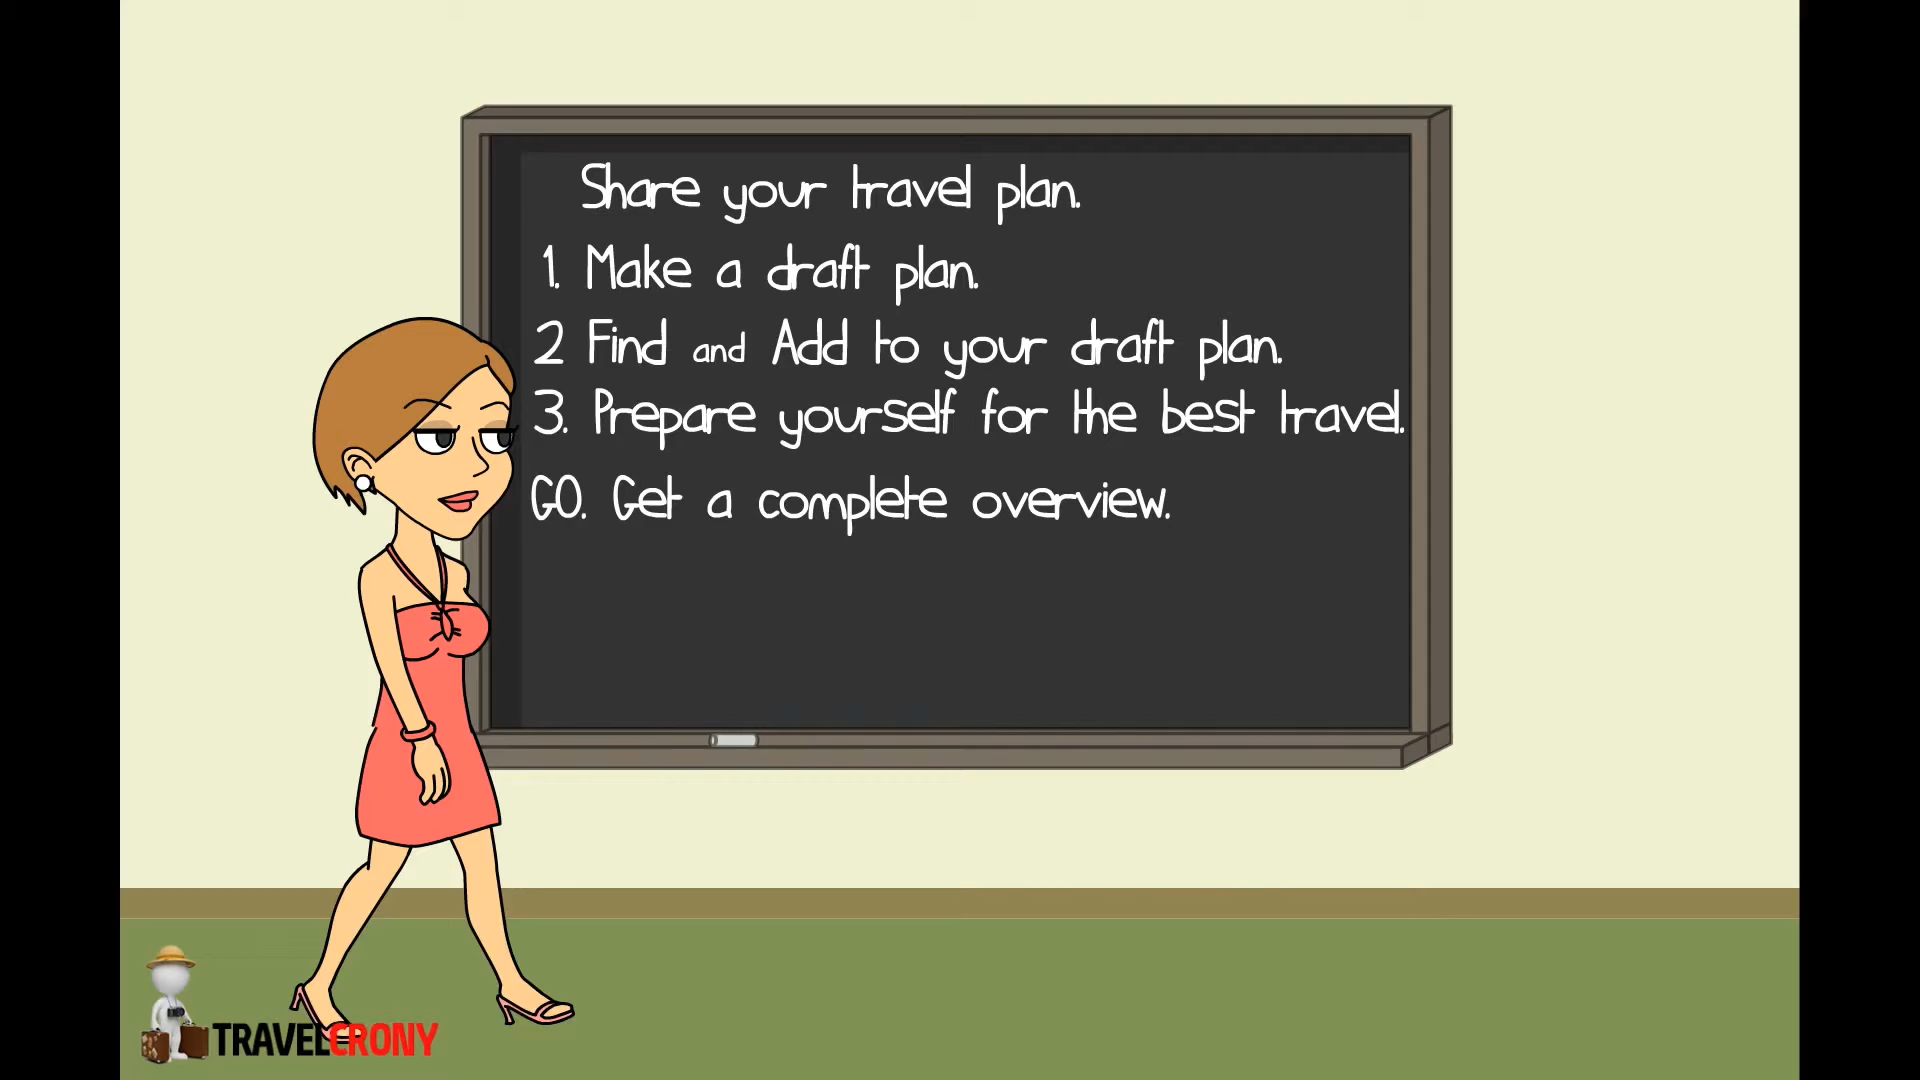 Share your travel plan.
1. Make a draft plan.
2 Find and Add to your draft plan.
3. Prepare yourself for the best travel.
GO. Get a complete overview.
TRAVELCRONY